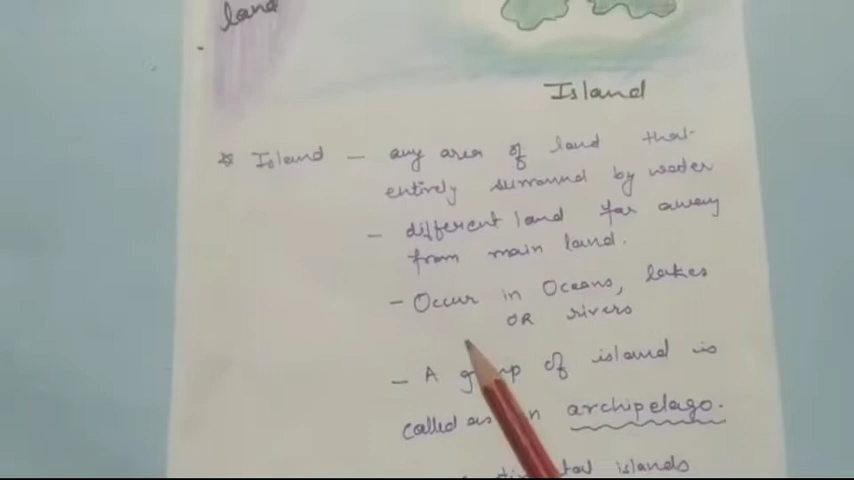 land
Island
Island – any area of land that
entirely surround by water
– different land far away
from main land.
– Occur in Oceans, lakes
OR rivers
– A group of island is
called as an archipelago.
islands